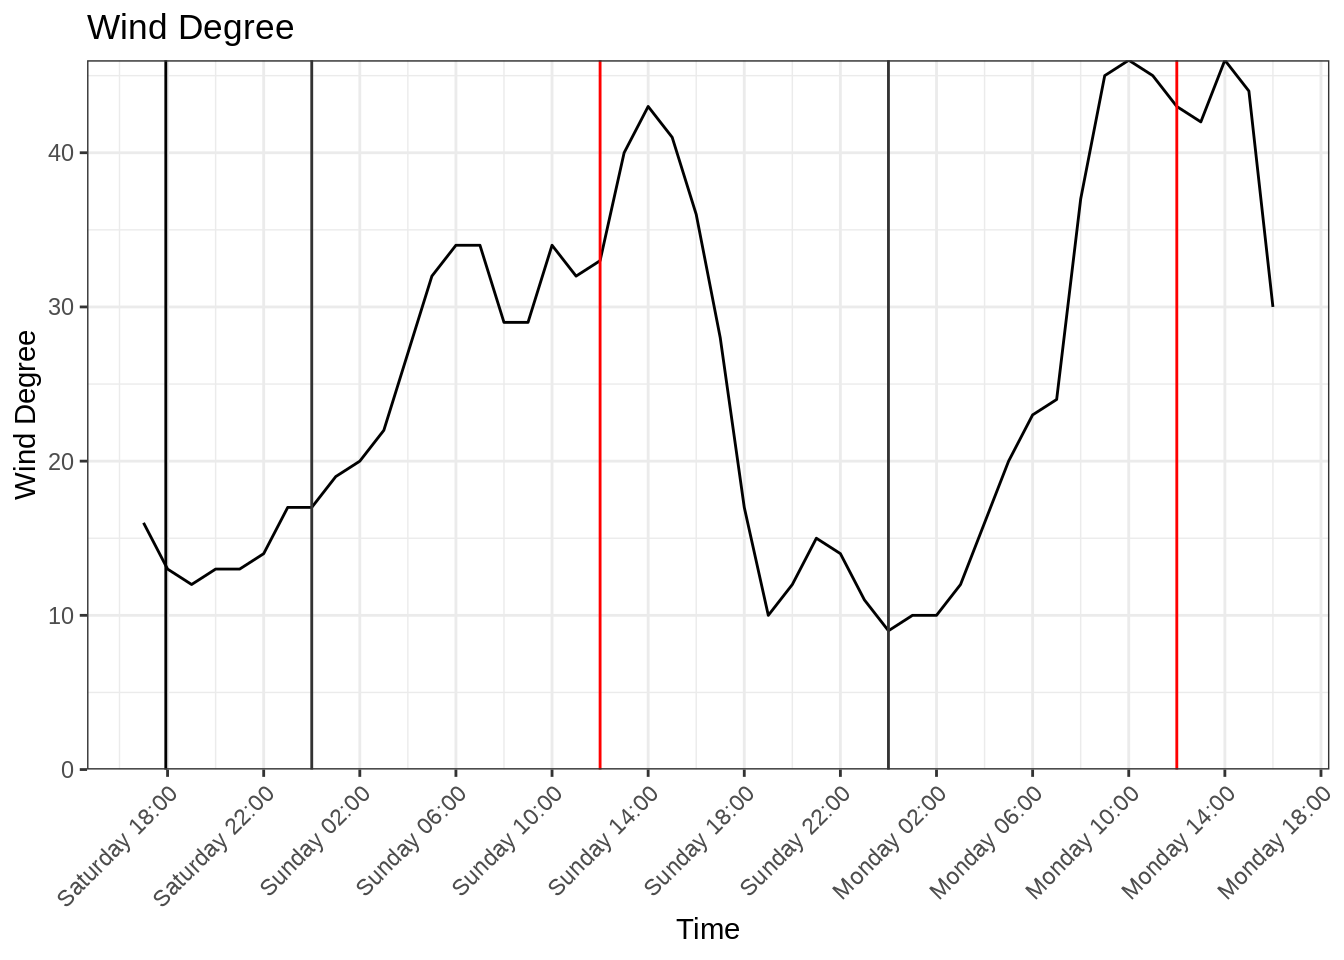 Wind Degree
Wind Degree
40
30
20
10
0
Saturday 18:00
Saturday 22:00
Sunday 02:00
Sunday 06:00
Sunday 10:00
Sunday 14:00
Sunday 18:00
Sunday 22:00
Monday 02:00
Monday 06:00
Monday 10:00
Monday 14:00
Monday 18:00
Time